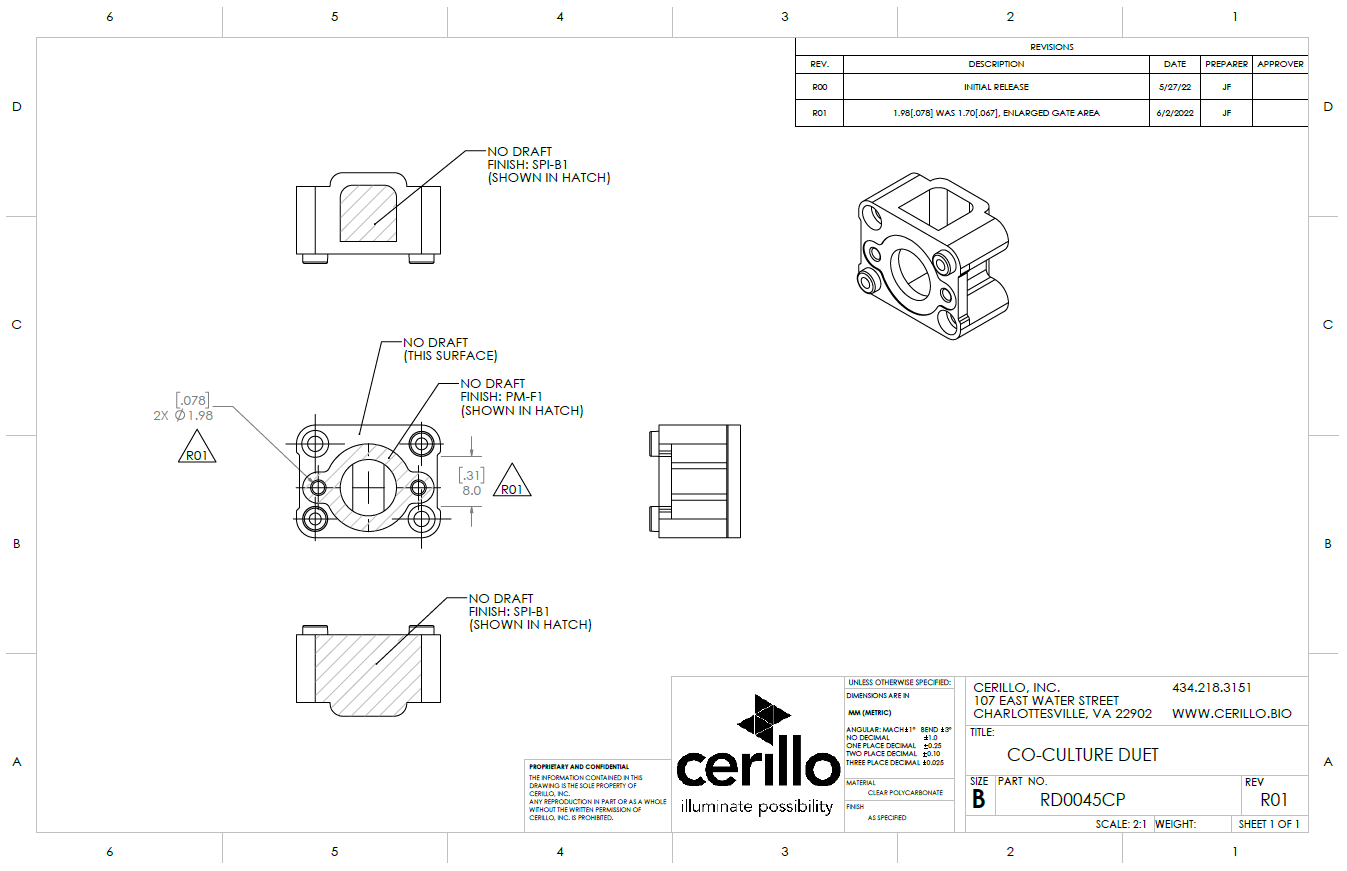 6 5 4 3 2 1
REVISIONS
REV. DESCRIPTION DATE PREPARER APPROVER
R00 INITIAL RELEASE 5/27/22 JF
R01 1.98[.078] WAS 1.70[.067], ENLARGED GATE AREA 6/2/2022 JF
D D
NO DRAFT
FINISH: SPI-B1
(SHOWN IN HATCH)
C C
NO DRAFT
(THIS SURFACE)
NO DRAFT
FINISH: PM-F1
(SHOWN IN HATCH)
[.078]
2X Ø1.98
R01
[.31]
8.0
R01
B B
NO DRAFT
FINISH: SPI-B1
(SHOWN IN HATCH)
A A
PROPRIETARY AND CONFIDENTIAL
THE INFORMATION CONTAINED IN THIS
DRAWING IS THE SOLE PROPERTY OF
CERILLO, INC.
ANY REPRODUCTION IN PART OR AS A WHOLE
WITHOUT THE WRITTEN PERMISSION OF
CERILLO, INC. IS PROHIBITED.
cerillo
illuminate possibility
UNLESS OTHERWISE SPECIFIED:
DIMENSIONS ARE IN
MM (METRIC)
ANGULAR: MACH±1° BEND ±3°
NO DECIMAL ±1.0
ONE PLACE DECIMAL ±0.25
TWO PLACE DECIMAL ±0.10
THREE PLACE DECIMAL ±0.025
MATERIAL
CLEAR POLYCARBONATE
FINISH
AS SPECIFIED
CERILLO, INC. 434.218.3151
107 EAST WATER STREET
CHARLOTTESVILLE, VA 22902 WWW.CERILLO.BIO
TITLE:
CO-CULTURE DUET
SIZE PART NO. REV
B RD0045CP R01
SCALE: 2:1 WEIGHT: SHEET 1 OF 1
6 5 4 3 2 1